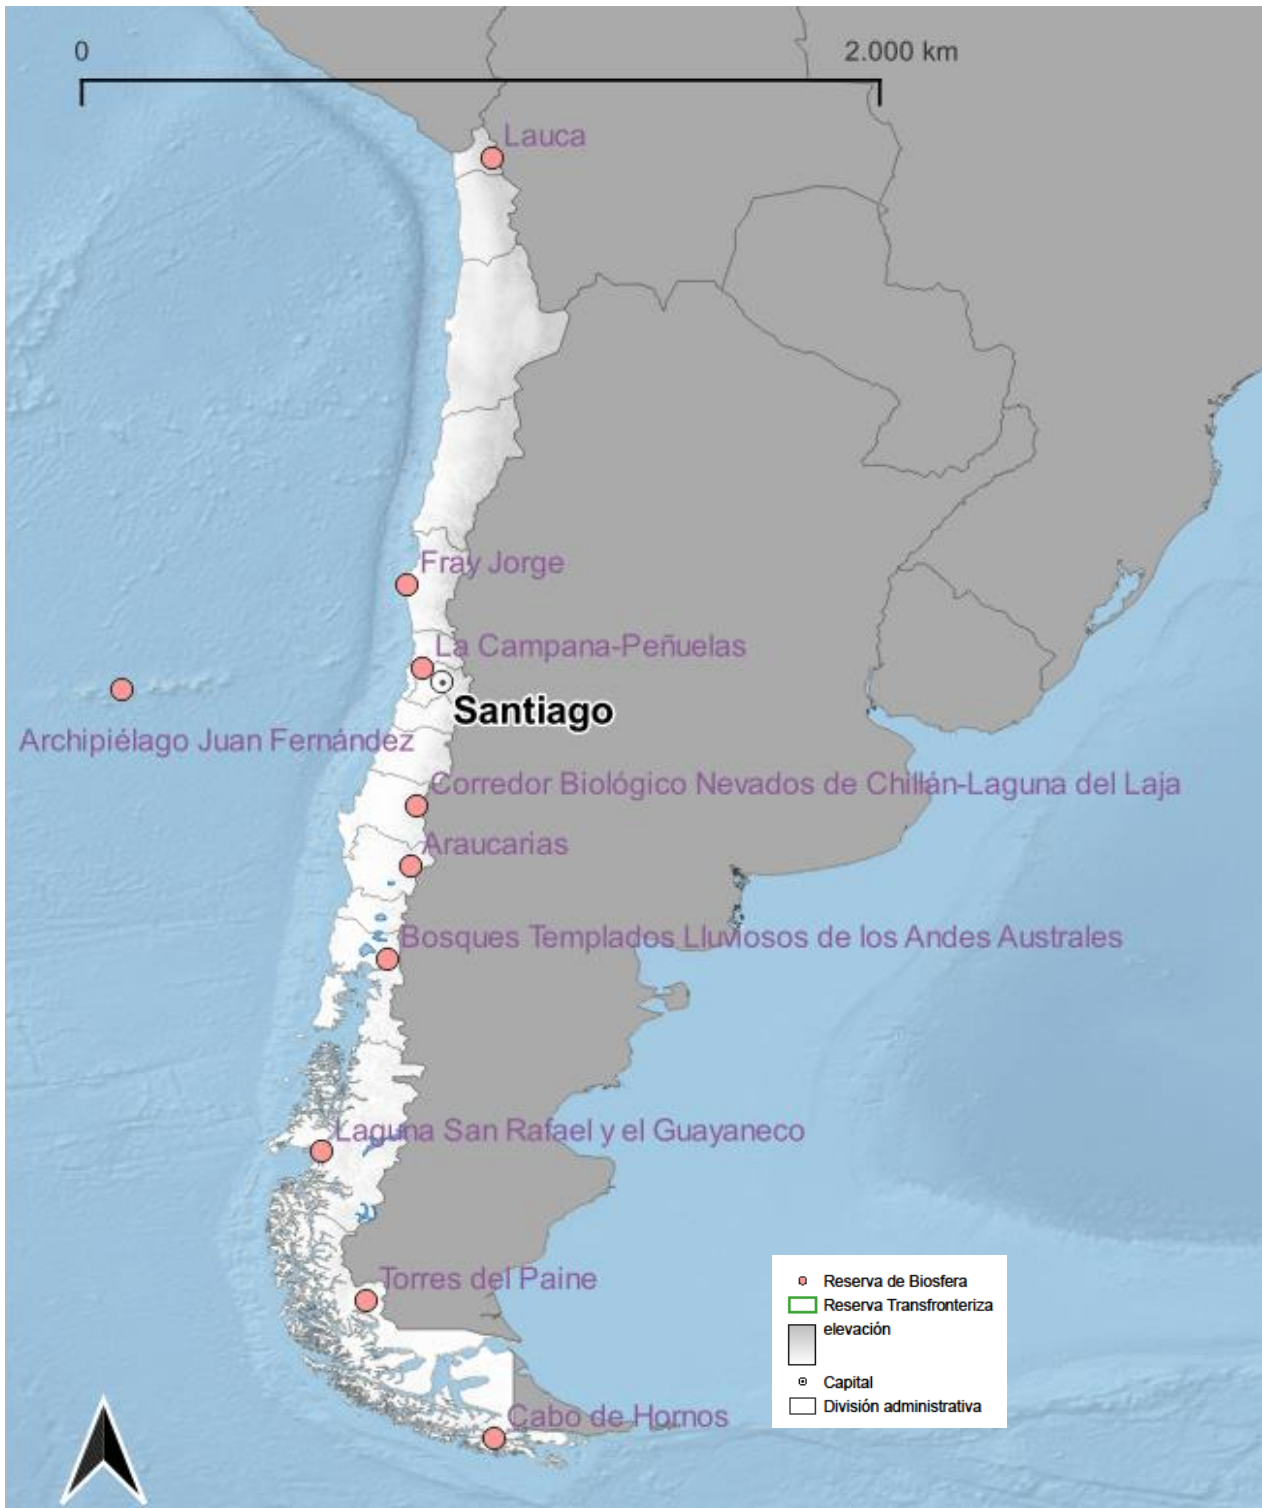 0 2.000 km
Lauca
Fray Jorge
La Campana-Peñuelas
Santiago
Archipiélago Juan Fernández
Corredor Biológico Nevados de Chillán-Laguna del Laja
Araucarias
Bosques Templados Lluviosos de los Andes Australes
Laguna San Rafael y el Guayaneco
Torres del Paine
Cabo de Hornos
Reserva de Biosfera
Reserva Transfronteriza
elevación
Capital
División administrativa